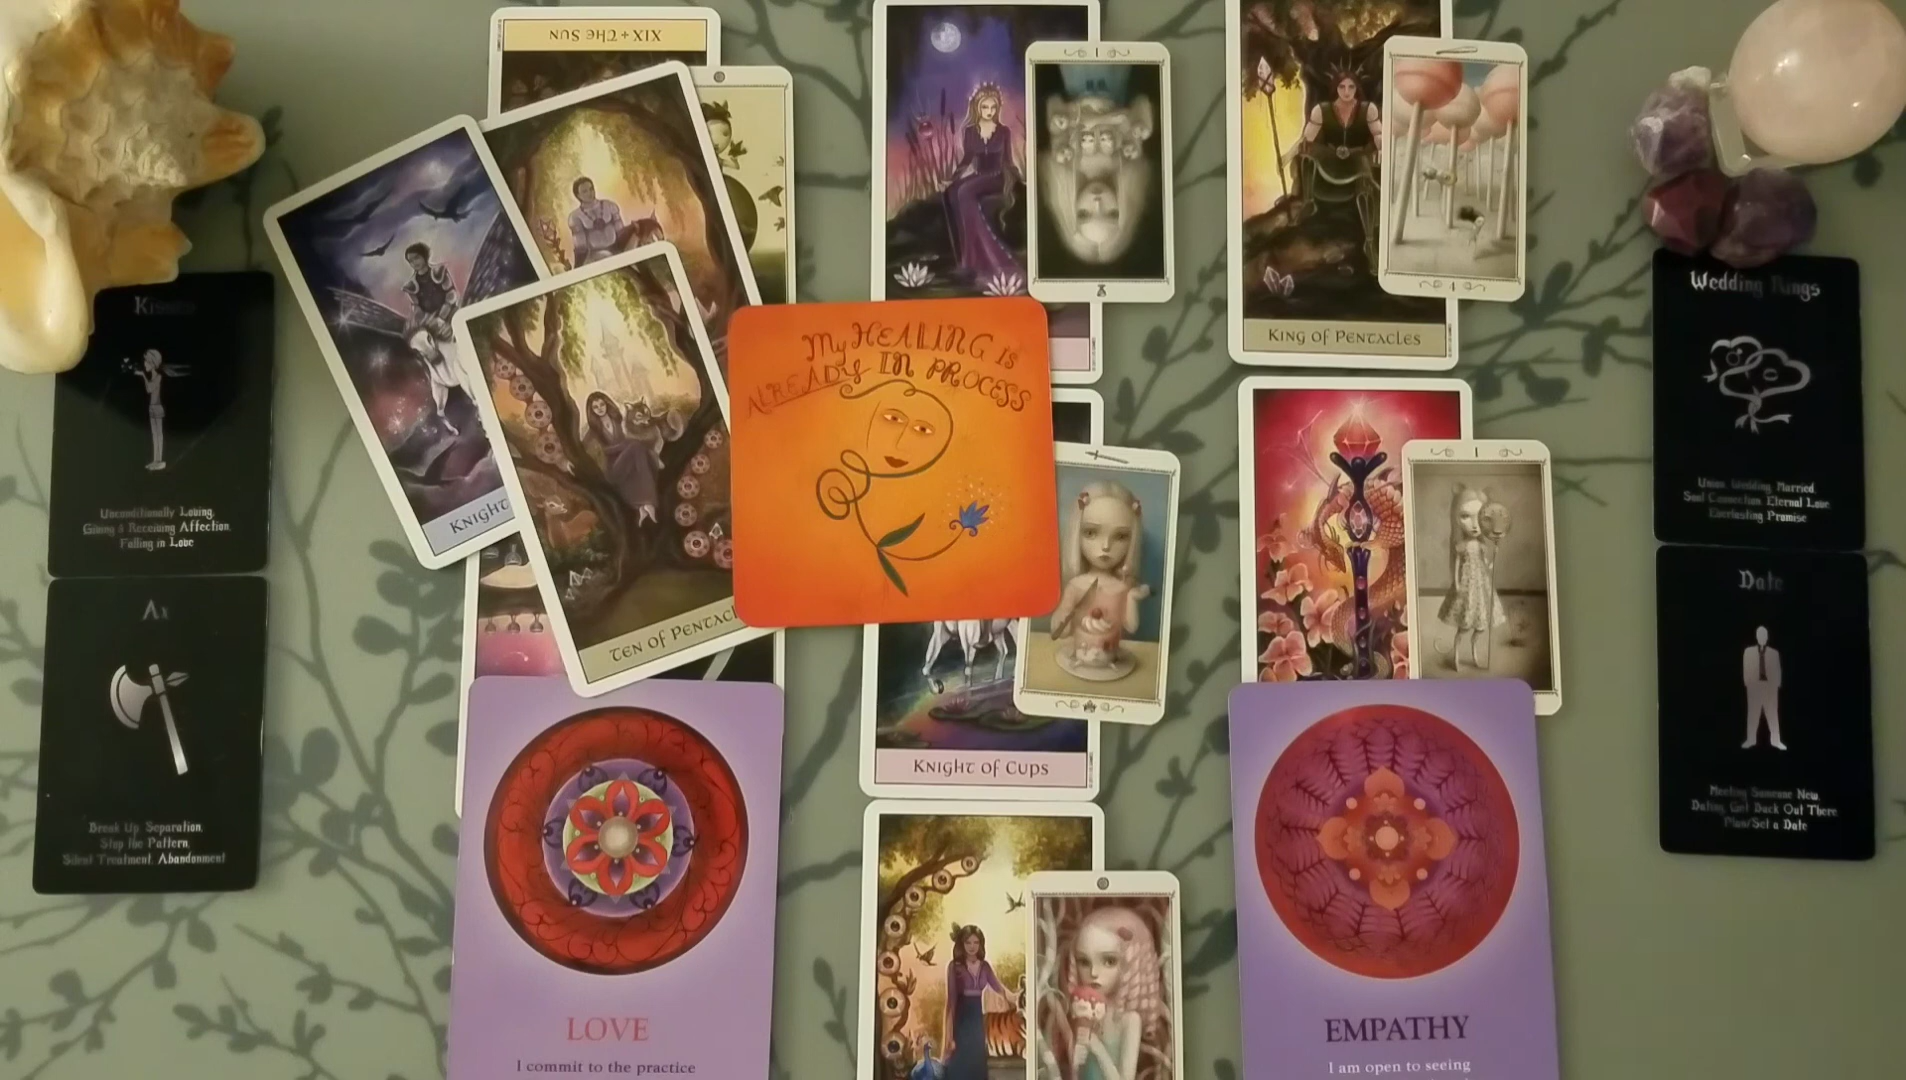 XIX + THE SUN
KNIGHT
TEN OF PENTACL
My HEALING IS
ALREADY IN PROCESS
KING OF PENTACLES
KNIGHT OF CUPS
I
I
Unconditionally Loving,
Giving & Receiving Affection,
Falling in Love
Ax
Break Up, Separation,
Stop the Pattern,
Silent Treatment, Abandonment
Wedding Rings
Union, Wedding, Married,
Soul Connection, Eternal Love
Everlasting Promise
Date
Meeting Someone New,
Dating, Get Back Out There
Plan/Set a Date
LOVE
I commit to the practice
EMPATHY
I am open to seeing